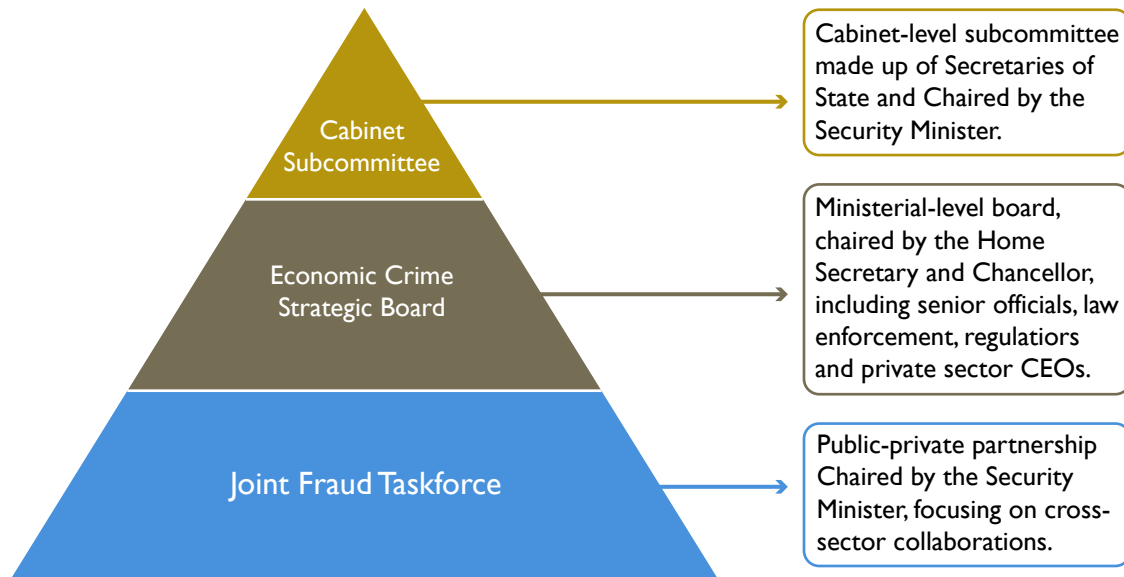 Cabinet
Subcommittee
Cabinet-level subcommittee
made up of Secretaries of
State and Chaired by the
Security Minister.
Economic Crime
Strategic Board
Ministerial-level board,
chaired by the Home
Secretary and Chancellor,
including senior officials, law
enforcement, regulatiors
and private sector CEOs.
Joint Fraud Taskforce
Public-private partnership
Chaired by the Security
Minister, focusing on cross-
sector collaborations.